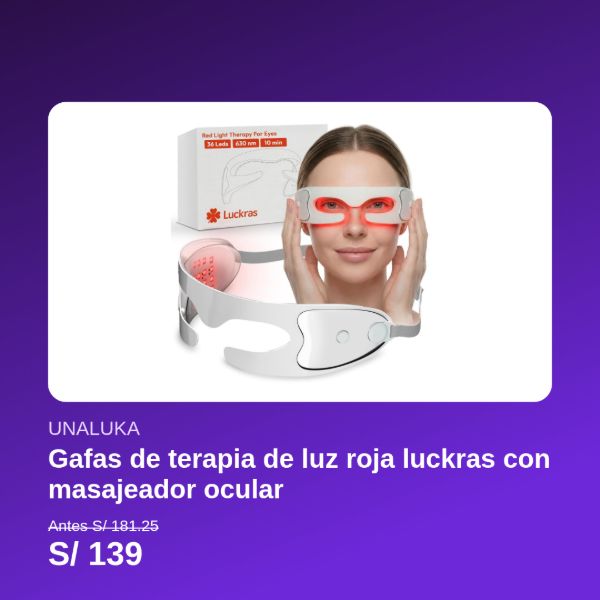 Red Light Therapy For Eyes
36 Leds 630 nm 10 min
Luckras
UNALUKA
Gafas de terapia de luz roja luckras con
masajeador ocular
Antes S/ 181.25
S/ 139